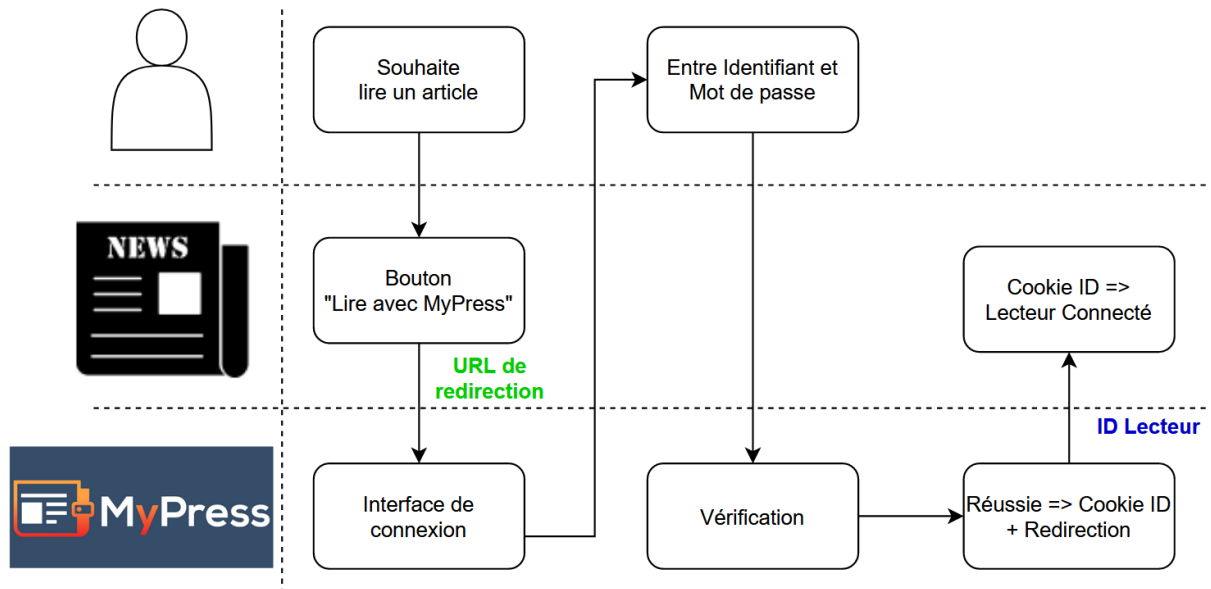 Souhaite
lire un article
Entre Identifiant et
Mot de passe
NEWS
Bouton
"Lire avec MyPress"
Cookie ID =>
Lecteur Connecté
URL de
redirection
ID Lecteur
MyPress
Interface de
connexion
Vérification
Réussie => Cookie ID
+ Redirection